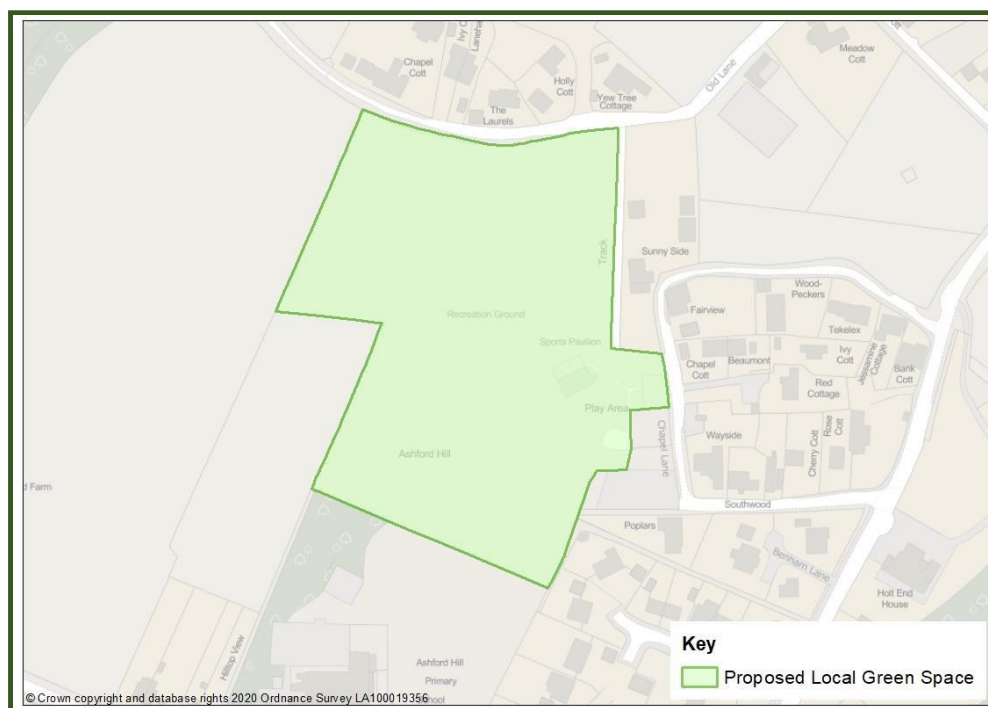 Ivy C
Laneh
Chapel
Cott
Holly
Cott
The
Laurels
Yew Tree
Cottage
Old Lane
Meadow
Cott
Track
Sunny Side
Recreation Ground
Sports Pavilion
Play Area
Ashford Hill
Wood-
Peckers
Fairview
Tekelex
Chapel
Cott
Beaumont
Ivy
Cott
Jessamine
Cottage
Bank
Cott
Red
Cottage
Rose
Cott
Cherry Cott
Wayside
Chapel Lane
Southwood
d Farm
Poplars
Benham Lane
Holt End
House
Hilltop View
Ashford Hill
Primary
School
Key
Proposed Local Green Space
© Crown copyright and database rights 2020 Ordnance Survey LA100019356